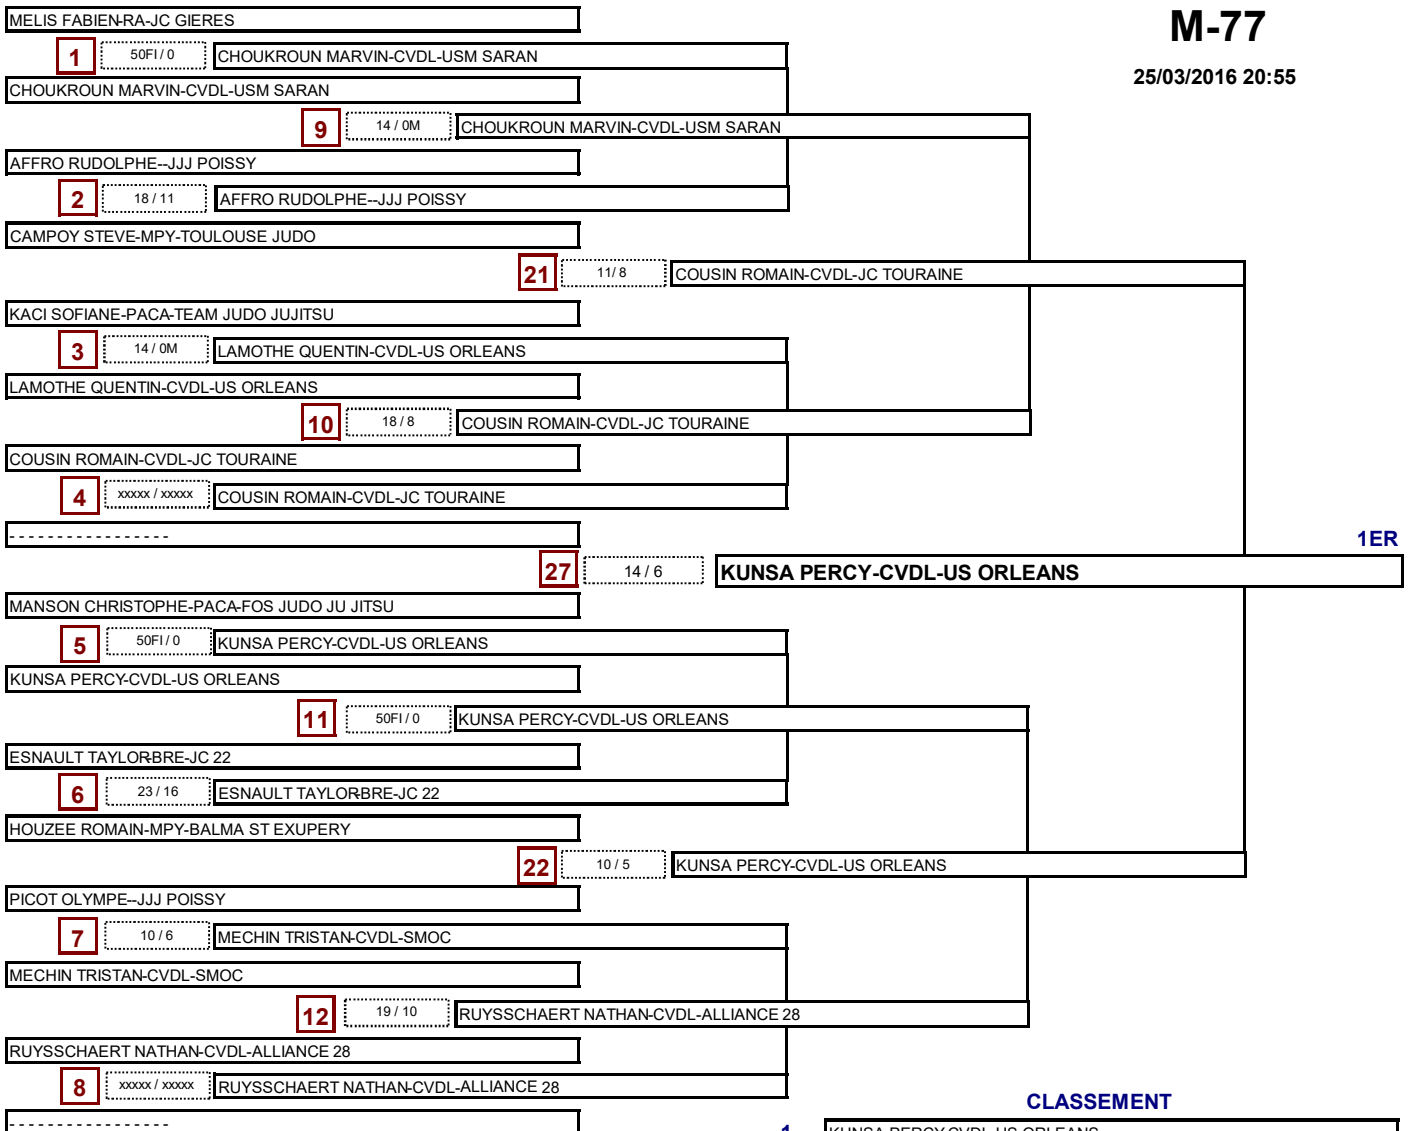 MELIS FABIEN-RA-JC GIERES
M-77
1 50FI / 0 CHOUKROUN MARVIN-CVDL-USM SARAN
25/03/2016 20:55
CHOUKROUN MARVIN-CVDL-USM SARAN
9 14 / 0M CHOUKROUN MARVIN-CVDL-USM SARAN
AFFRO RUDOLPHE--JJJ POISSY
2 18 / 11 AFFRO RUDOLPHE--JJJ POISSY
CAMPOY STEVE-MPY-TOULOUSE JUDO
21 11/ 8 COUSIN ROMAIN-CVDL-JC TOURAINE
KACI SOFIANE-PACA-TEAM JUDO JUJITSU
3 14 / 0M LAMOTHE QUENTIN-CVDL-US ORLEANS
LAMOTHE QUENTIN-CVDL-US ORLEANS
10 18 / 8 COUSIN ROMAIN-CVDL-JC TOURAINE
COUSIN ROMAIN-CVDL-JC TOURAINE
4 xxxxx / xxxxx COUSIN ROMAIN-CVDL-JC TOURAINE
- - - - - - - - - - - - - - - - -
1ER
27 14 / 6 KUNSA PERCY-CVDL-US ORLEANS
MANSON CHRISTOPHE-PACA-FOS JUDO JU JITSU
5 50FI / 0 KUNSA PERCY-CVDL-US ORLEANS
KUNSA PERCY-CVDL-US ORLEANS
11 50FI / 0 KUNSA PERCY-CVDL-US ORLEANS
ESNAULT TAYLOR-BRE-JC 22
6 23 / 16 ESNAULT TAYLOR-BRE-JC 22
HOUZEE ROMAIN-MPY-BALMA ST EXUPERY
22 10 / 5 KUNSA PERCY-CVDL-US ORLEANS
PICOT OLYMPE--JJJ POISSY
7 10 / 6 MECHIN TRISTAN-CVDL-SMOC
MECHIN TRISTAN-CVDL-SMOC
12 19 / 10 RUYSSCHAERT NATHAN-CVDL-ALLIANCE 28
RUYSSCHAERT NATHAN-CVDL-ALLIANCE 28
8 xxxxx / xxxxx RUYSSCHAERT NATHAN-CVDL-ALLIANCE 28
CLASSEMENT
- - - - - - - - - - - - - - - - -
1 KUNSA PERCY-CVDL-US ORLEANS